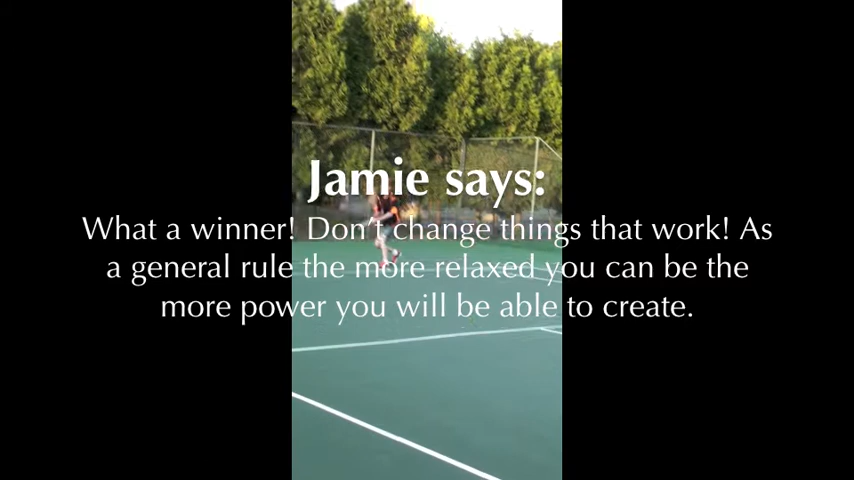 Jamie says:
What a winner! Don't change things that work! As
a general rule the more relaxed you can be the
more power you will be able to create.